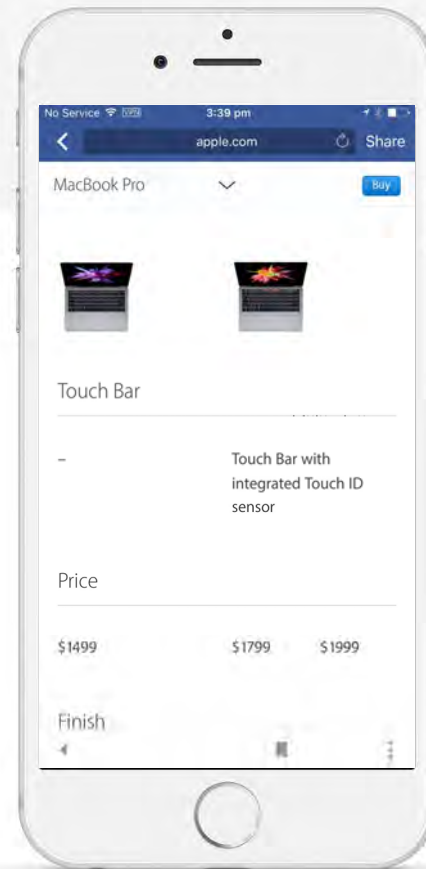 No Service VPN 3:39 pm
apple.com Share
MacBook Pro Buy
Touch Bar
– Touch Bar with
integrated Touch ID
sensor
Price
$1499 $1799 $1999
Finish